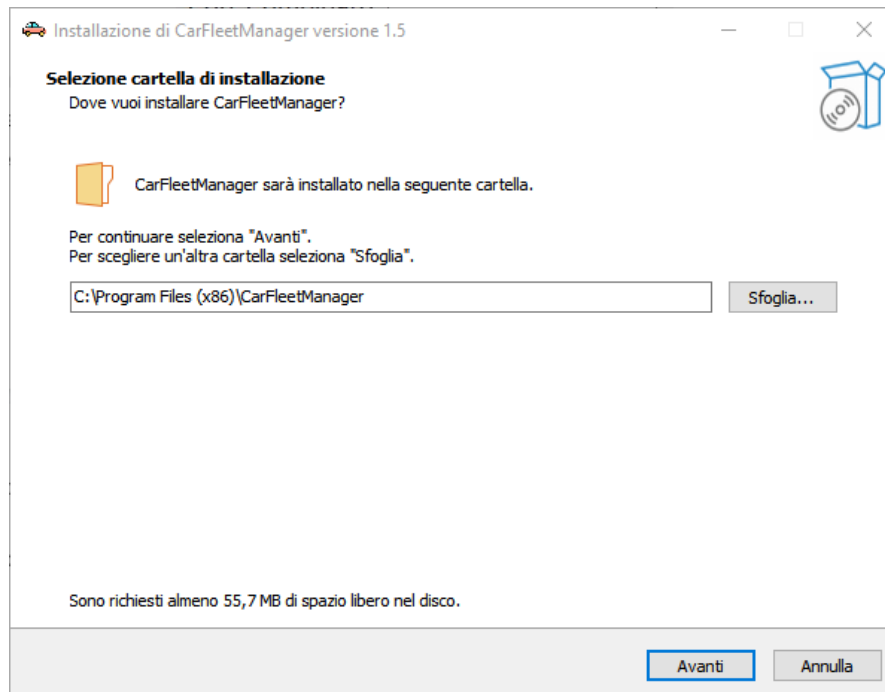 Installazione di CarFleetManager versione 1.5
Selezione cartella di installazione
Dove vuoi installare CarFleetManager?
CarFleetManager sarà installato nella seguente cartella.
Per continuare seleziona "Avanti".
Per scegliere un'altra cartella seleziona "Sfoglia".
C:\Program Files (x86)\CarFleetManager
Sfoglia...
Sono richiesti almeno 55,7 MB di spazio libero nel disco.
Avanti
Annulla